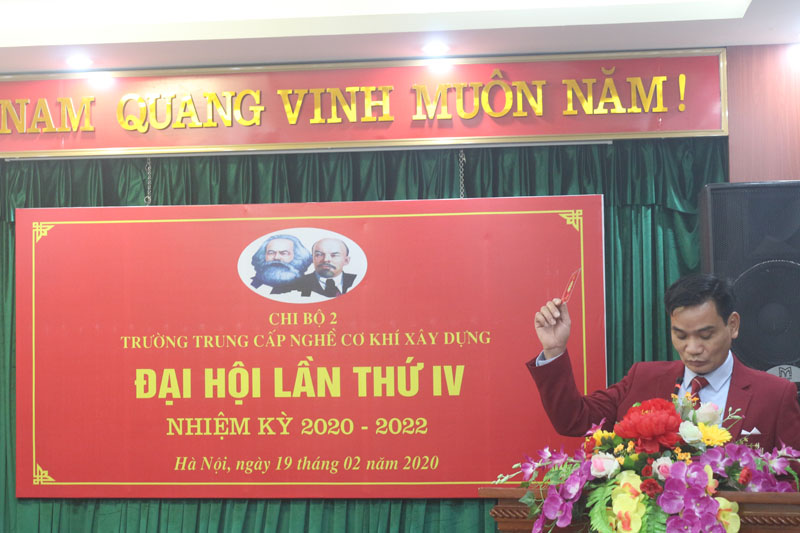 NAM QUANG VINH MUÔN NĂM!
CHI BỘ 2
TRƯỜNG TRUNG CẤP NGHỀ CƠ KHÍ XÂY DỰNG
ĐẠI HỘI LẦN THỨ IV
NHIỆM KỲ 2020 - 2022
Hà Nội, ngày 19 tháng 02 năm 2020